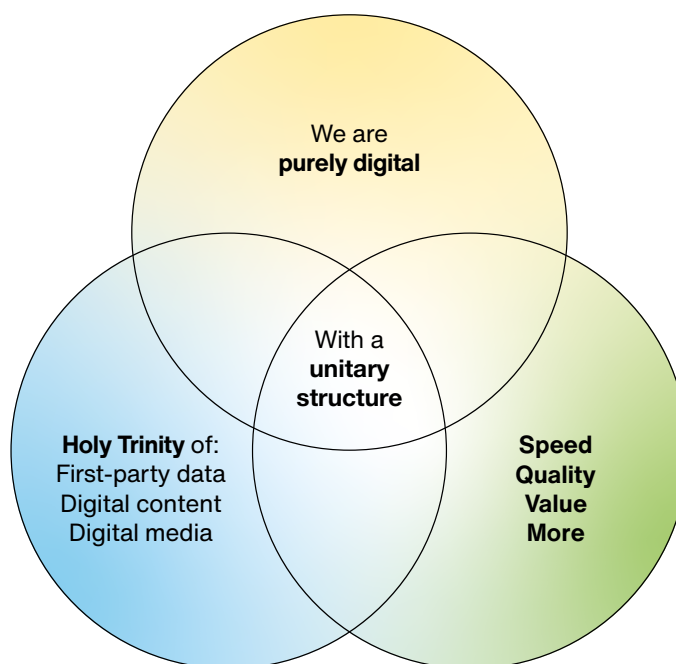 We are
purely digital
With a
unitary
structure
Holy Trinity of:
First-party data
Digital content
Digital media
Speed
Quality
Value
More